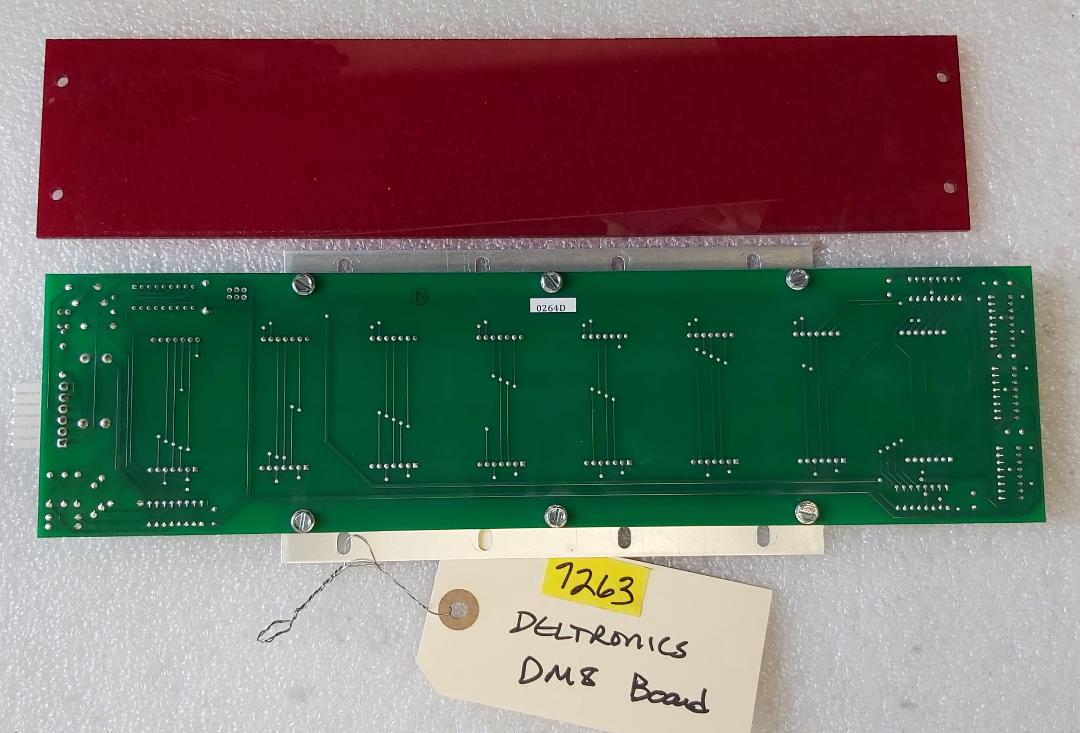 0264D
7263
DELTRONICS
DM8 Board